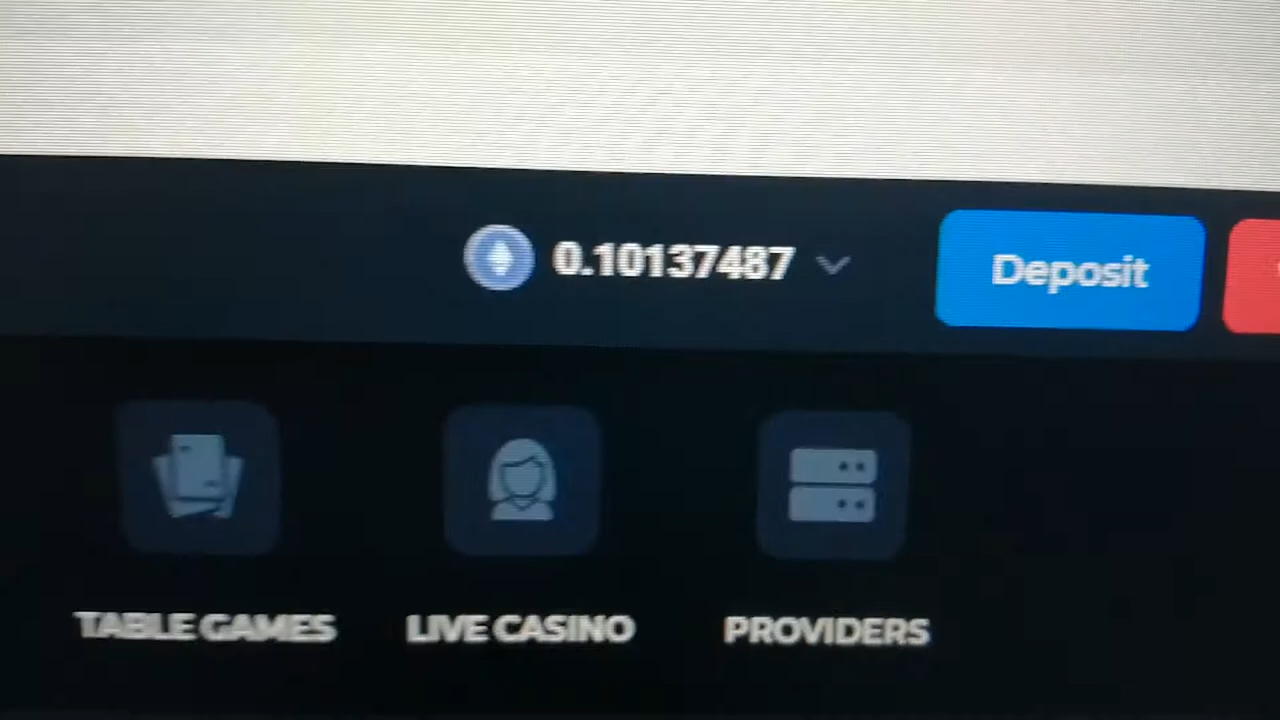 0.10137487
Deposit
TABLE GAMES
LIVE CASINO
PROVIDERS